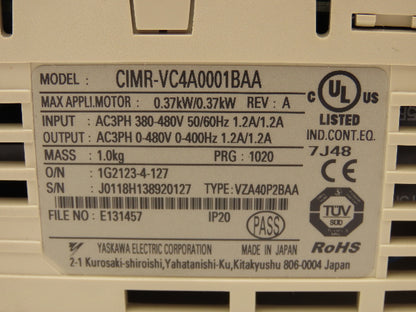 MODEL : CIMR-VC4A0001BAA
MAX APPLI.MOTOR : 0.37kW/0.37kW REV : A
INPUT : AC3PH 380-480V 50/60Hz 1.2A/1.2A
OUTPUT : AC3PH 0-480V 0-400Hz 1.2A/1.2A
MASS : 1.0kg PRG : 1020
O/N : 1G2123-4-127
S/N : J0118H138920127 TYPE: VZA40P2BAA
FILE NO : E131457 IP20 PASS
YASKAWA ELECTRIC CORPORATION MADE IN JAPAN
2-1 Kurosaki-shiroishi,Yahatanishi-Ku,Kitakyushu 806-0004 Japan
C UL US
LISTED
IND.CONT.EQ.
7J48
CE
TÜV
SÜD
RoHS